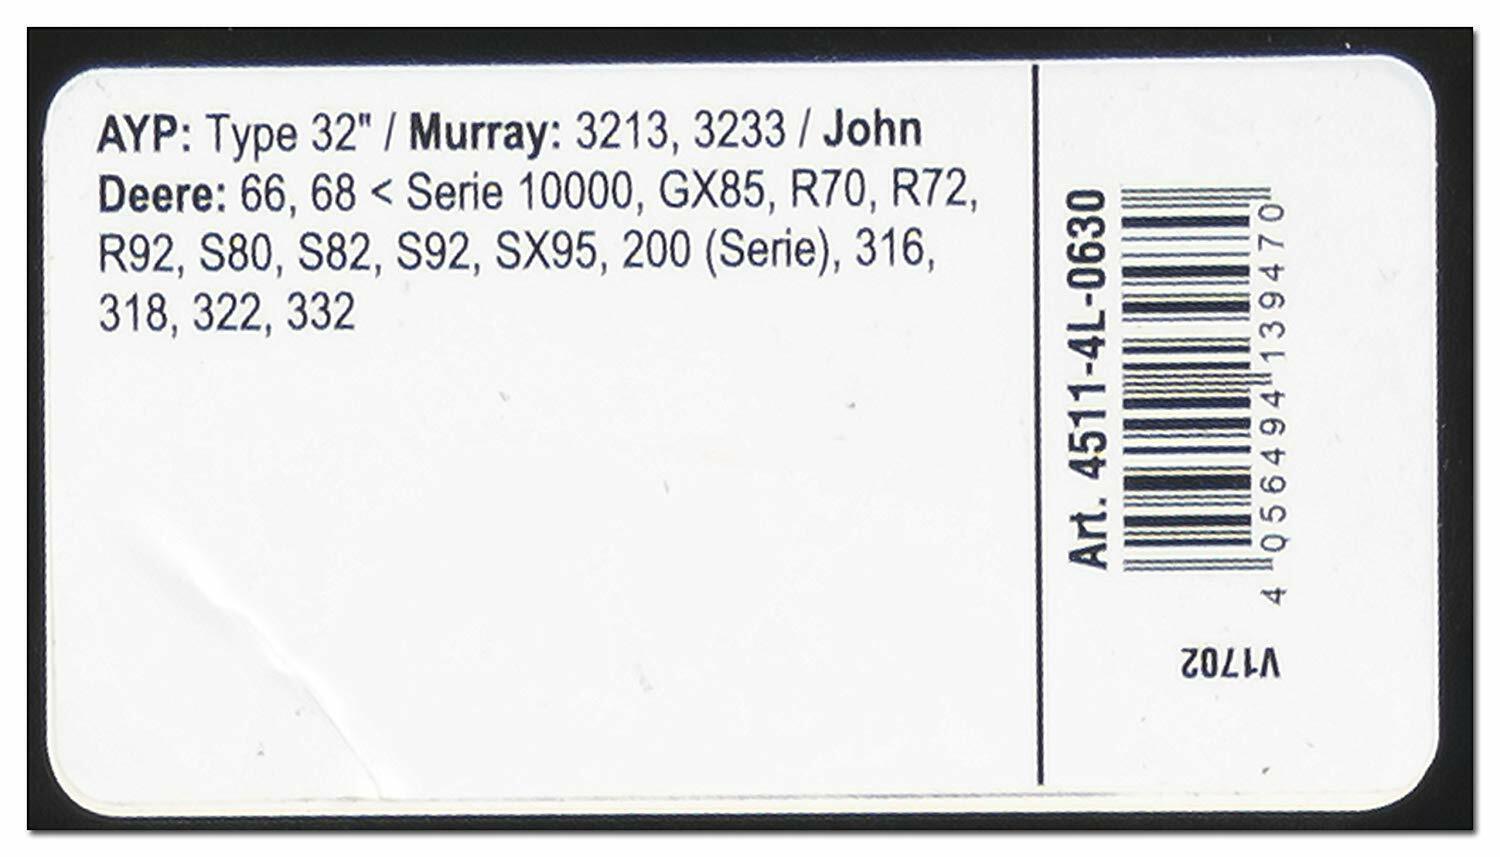 AYP: Type 32" / Murray: 3213, 3233 / John
Deere: 66, 68 < Serie 10000, GX85, R70, R72,
R92, S80, S82, S92, SX95, 200 (Serie), 316,
318, 322, 332
Art. 4511-4L-0630
4 056494 139470
V1702